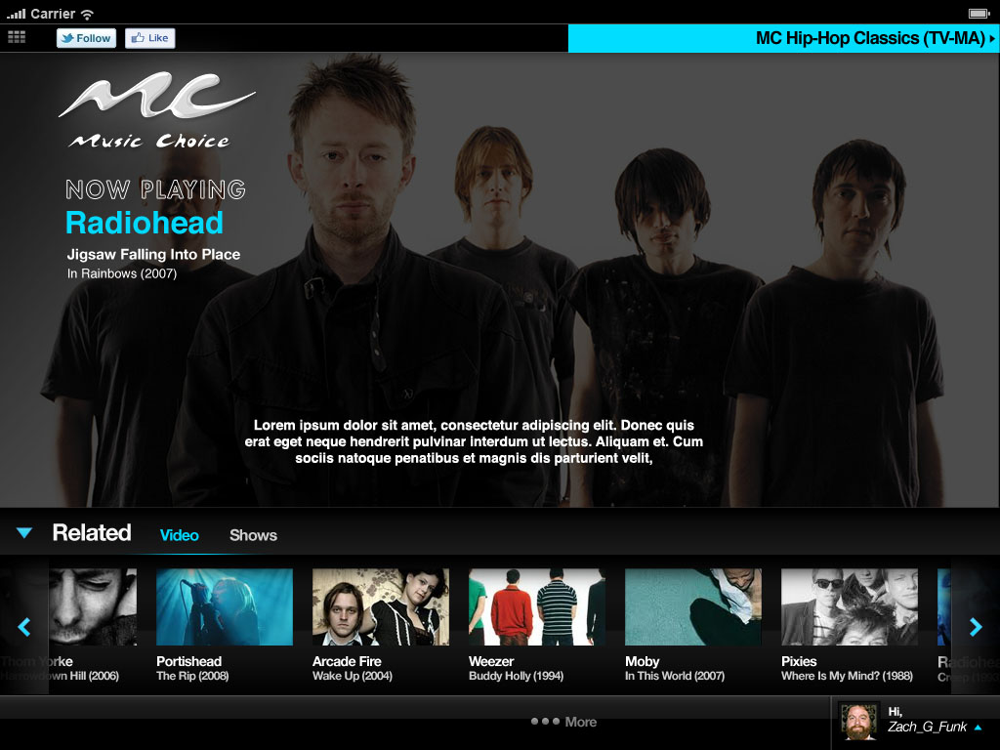 Carrier
Follow
Like
MC Hip-Hop Classics (TV-MA)
MC
Music Choice
NOW PLAYING
Radiohead
Jigsaw Falling Into Place
In Rainbows (2007)
Lorem ipsum dolor sit amet, consectetur adipiscing elit. Donec quis
erat eget neque hendrerit pulvinar interdum ut lectus. Aliquam et. Cum
sociis natoque penatibus et magnis dis parturient velit,
Related
Video
Shows
Thom Yorke
Harrowdown Hill (2006)
Portishead
The Rip (2008)
Arcade Fire
Wake Up (2004)
Weezer
Buddy Holly (1994)
Moby
In This World (2007)
Pixies
Where Is My Mind? (1988)
Radiohea
Creep (1993
More
Hi,
Zach_G_Funk